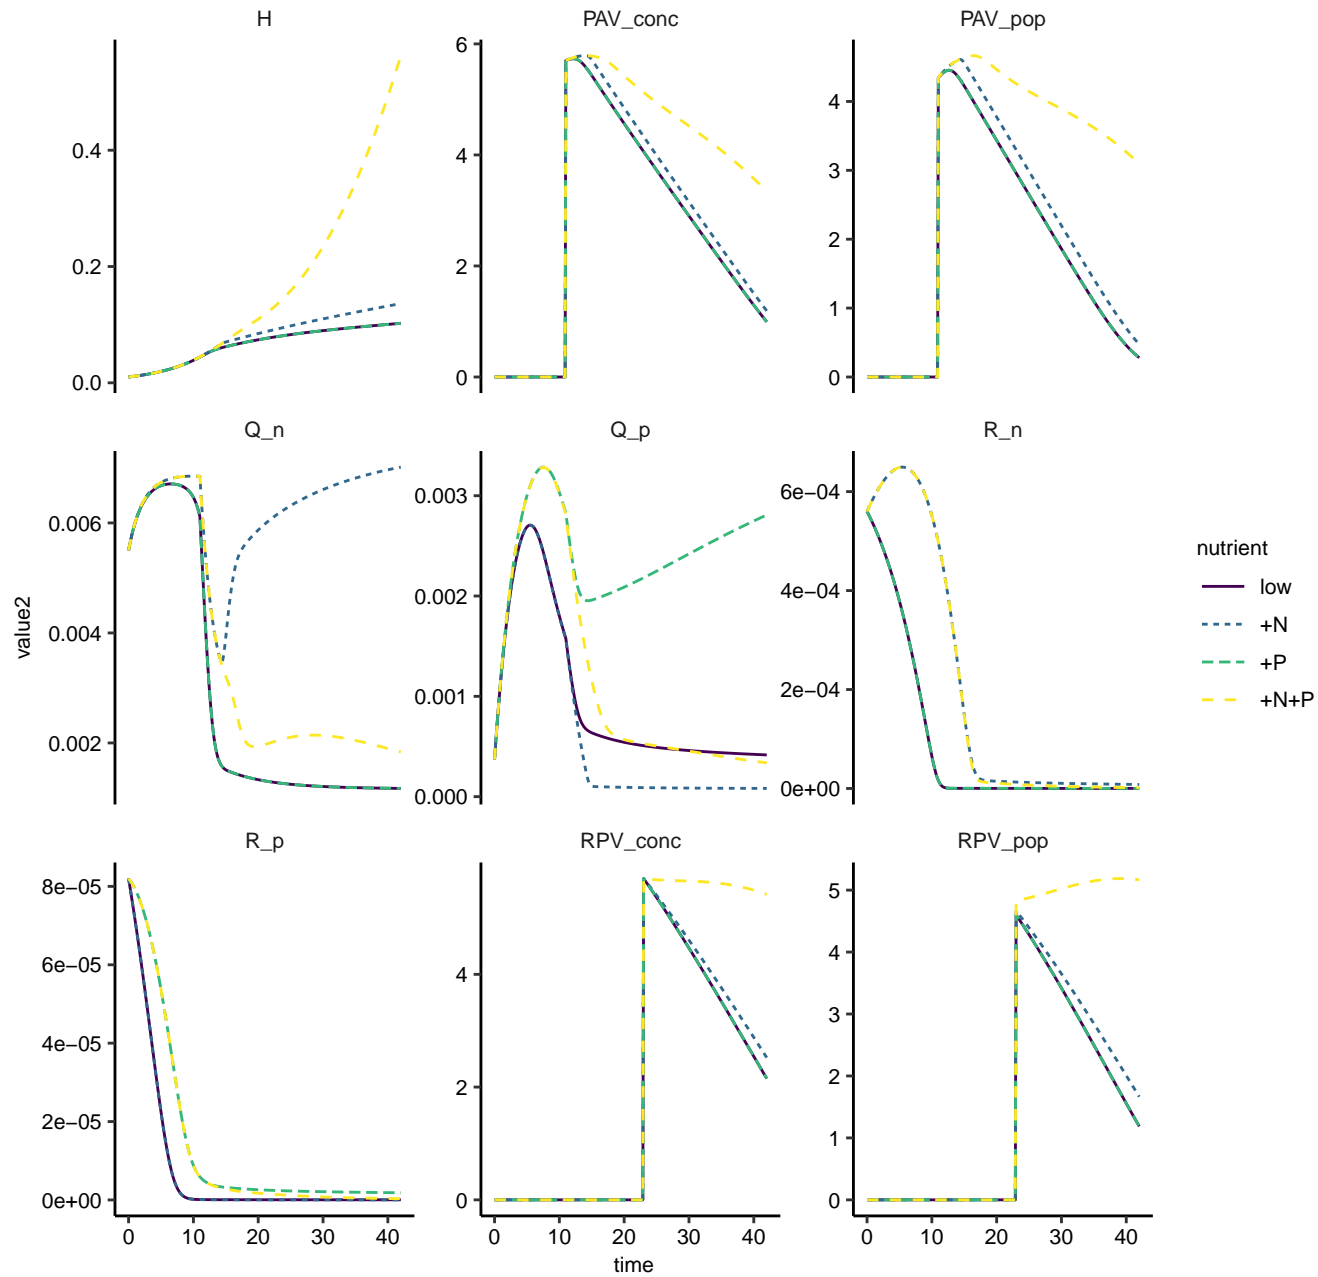 H
PAV_conc
PAV_pop
0.4
0.2
0.0
6
4
2
0
4
3
2
1
0
Q_n
Q_p
R_n
0.006
0.004
0.002
0.003
0.002
0.001
0.000
6e−04
4e−04
2e−04
0e+00
value2
nutrient
low
+N
+P
+N+P
R_p
RPV_conc
RPV_pop
8e−05
6e−05
4e−05
2e−05
0e+00
4
2
0
5
4
3
2
1
0
0 10 20 30 40
0 10 20 30 40
0 10 20 30 40
time